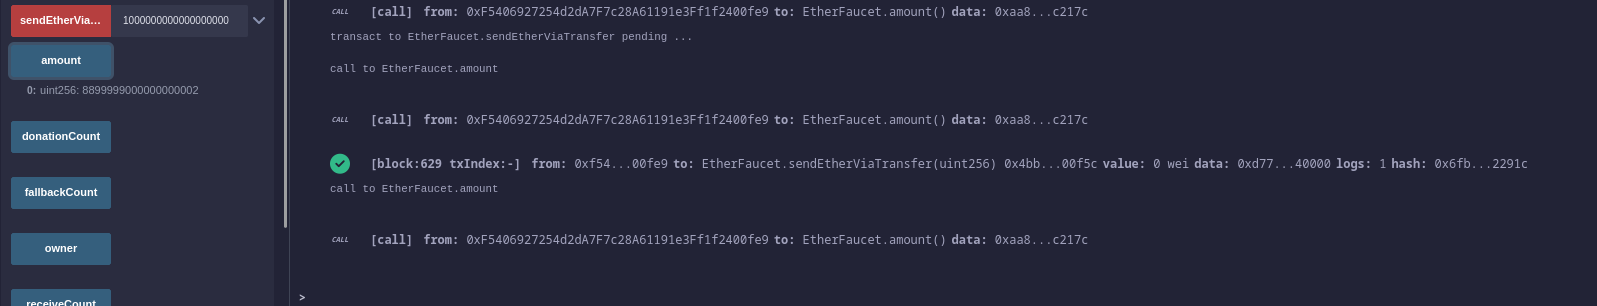 sendEtherVia... 1000000000000000000
amount
0: uint256: 8899999000000000002
donationCount
fallbackCount
owner
receiveCount
CALL [call] from: 0xF5406927254d2dA7F7c28A61191e3Ff1f2400fe9 to: EtherFaucet.amount() data: 0xaa8...c217c
transact to EtherFaucet.sendEtherViaTransfer pending ...
call to EtherFaucet.amount
CALL [call] from: 0xF5406927254d2dA7F7c28A61191e3Ff1f2400fe9 to: EtherFaucet.amount() data: 0xaa8...c217c
[block:629 txIndex:-] from: 0xf54...00fe9 to: EtherFaucet.sendEtherViaTransfer(uint256) 0x4bb...00f5c value: 0 wei data: 0xd77...40000 logs: 1 hash: 0x6fb...2291c
call to EtherFaucet.amount
CALL [call] from: 0xF5406927254d2dA7F7c28A61191e3Ff1f2400fe9 to: EtherFaucet.amount() data: 0xaa8...c217c
>